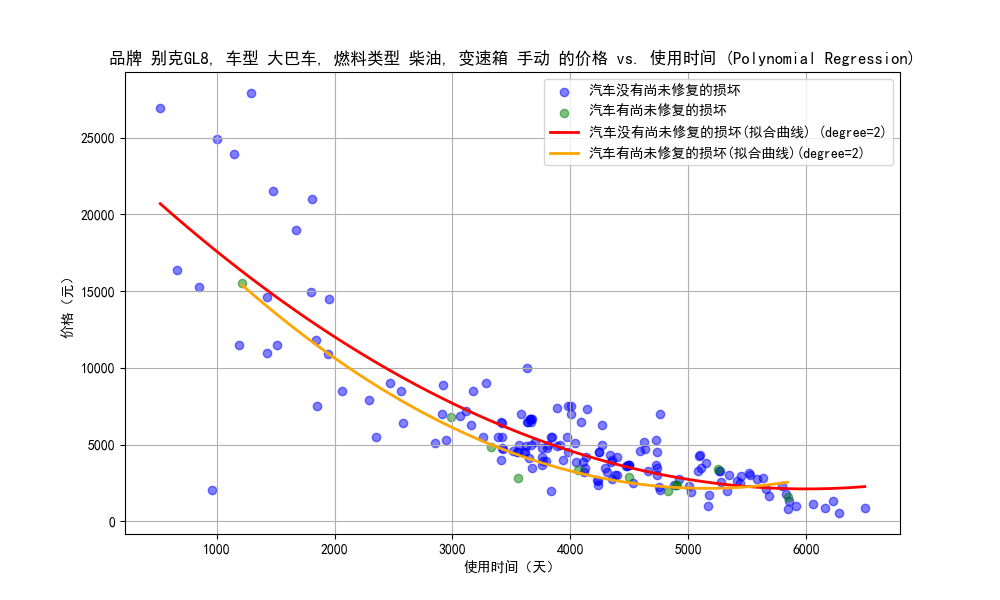 品牌 别克GL8, 车型 大巴车, 燃料类型 柴油, 变速箱 手动 的价格 vs. 使用时间 (Polynomial Regression)
汽车没有尚未修复的损坏
汽车有尚未修复的损坏
汽车没有尚未修复的损坏(拟合曲线) (degree=2)
汽车有尚未修复的损坏(拟合曲线)(degree=2)
价格（元）
25000
20000
15000
10000
5000
0
1000 2000 3000 4000 5000 6000
使用时间（天）